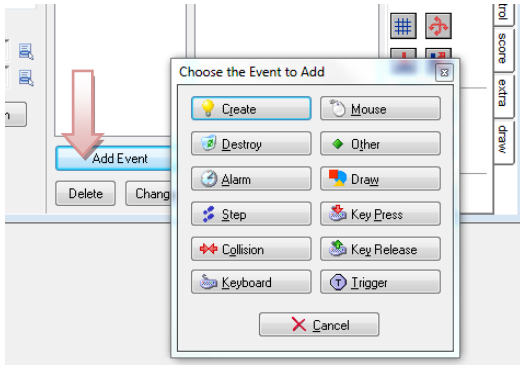 Choose the Event to Add
Create
Mouse
Destroy
Other
Alarm
Draw
Step
Key Press
Collision
Key Release
Keyboard
Trigger
Cancel
Add Event
Delete
Chang
score
extra
draw